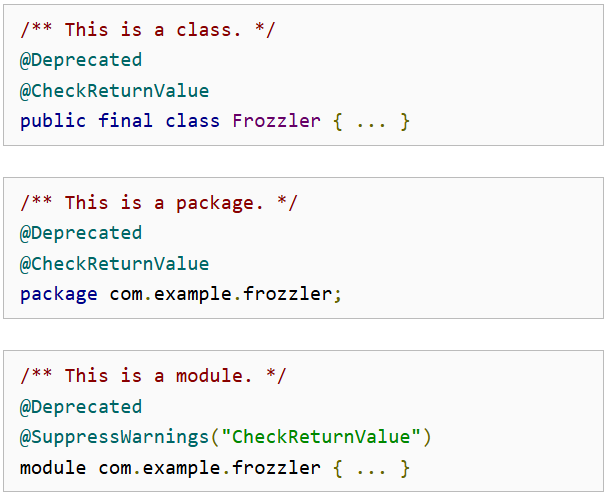 /** This is a class. */
@Deprecated
@CheckReturnValue
public final class Frozzler { ... }
/** This is a package. */
@Deprecated
@CheckReturnValue
package com.example.frozzler;
/** This is a module. */
@Deprecated
@SuppressWarnings("CheckReturnValue")
module com.example.frozzler { ... }